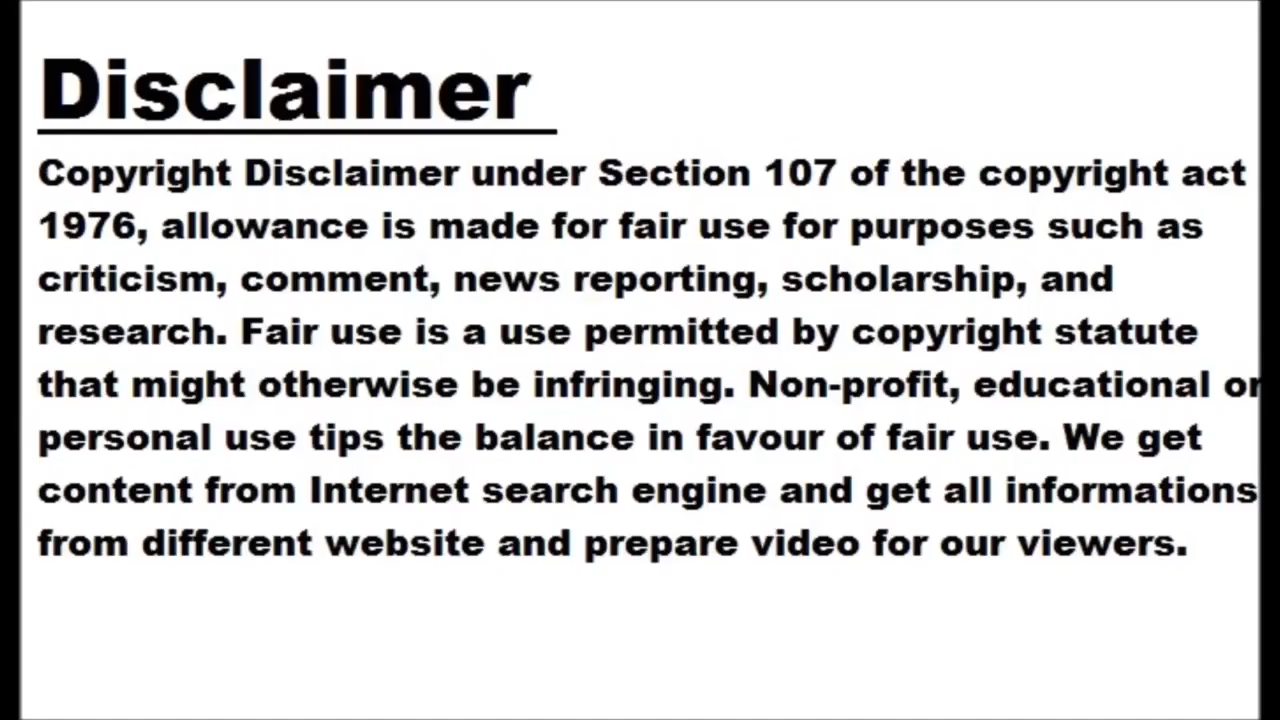 Disclaimer
Copyright Disclaimer under Section 107 of the copyright act
1976, allowance is made for fair use for purposes such as
criticism, comment, news reporting, scholarship, and
research. Fair use is a use permitted by copyright statute
that might otherwise be infringing. Non-profit, educational or
personal use tips the balance in favour of fair use. We get
content from Internet search engine and get all informations
from different website and prepare video for our viewers.